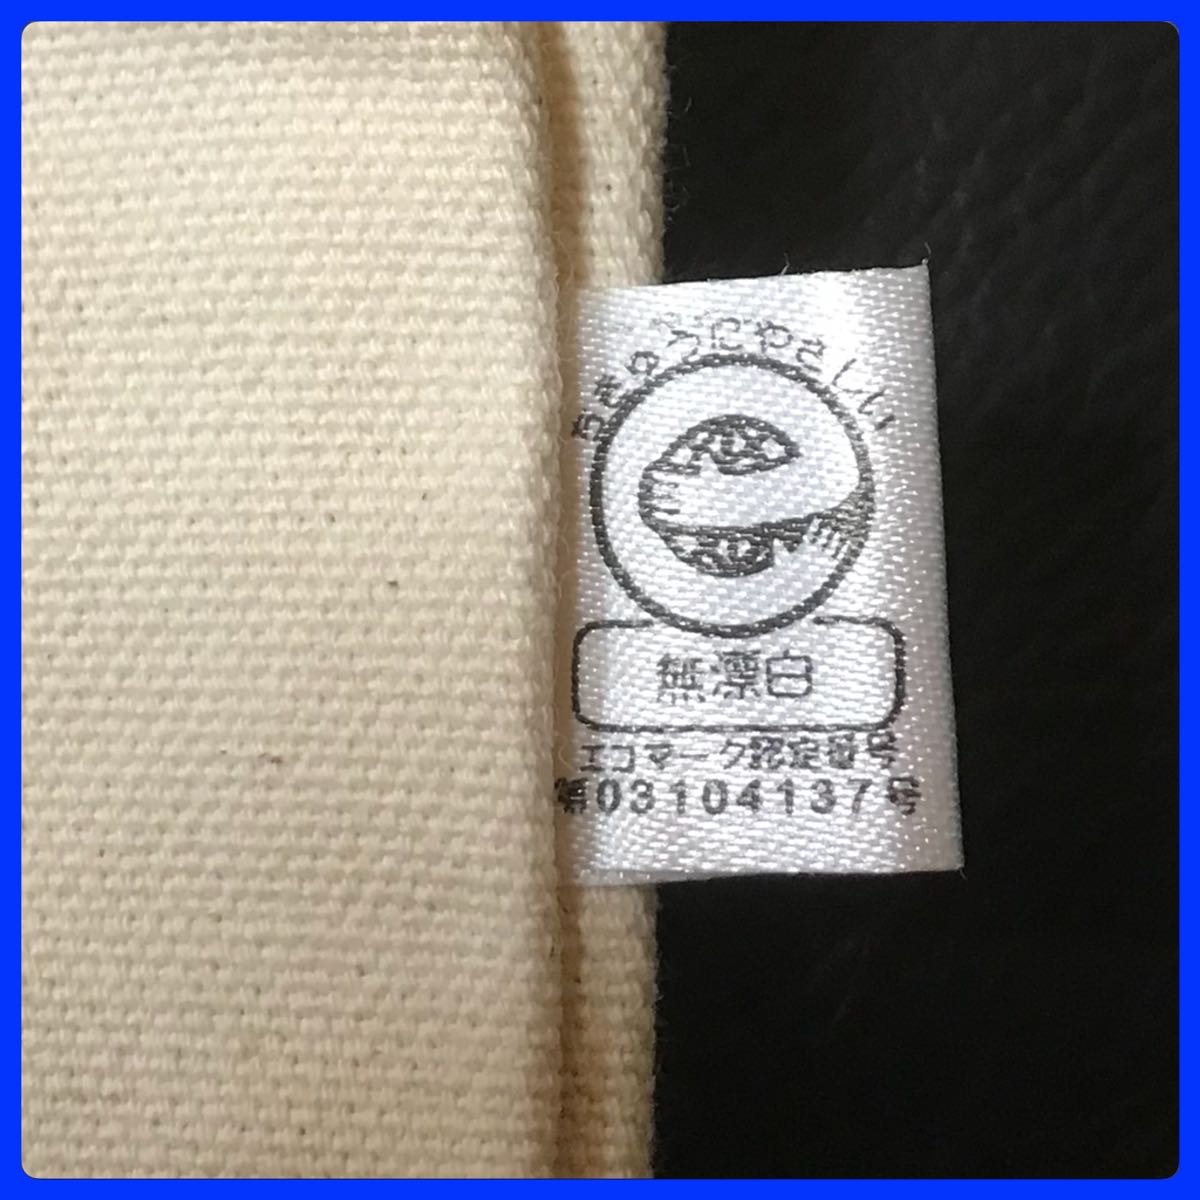 ちきゅうにやさしい
無漂白
エコマーク認定番号
第03104137号